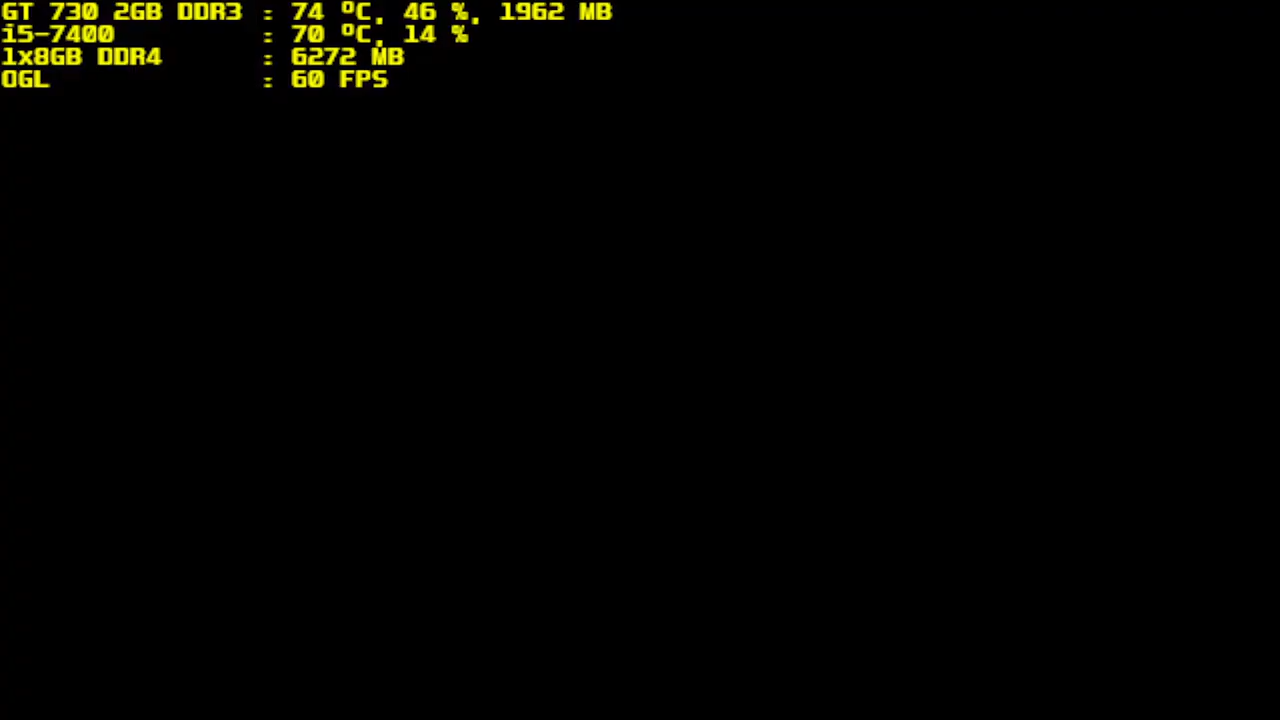 GT 730 2GB DDR3 : 74 ºC, 46 %, 1962 MB
i5-7400 : 70 ºC, 14 %
1x8GB DDR4 : 6272 MB
OGL : 60 FPS